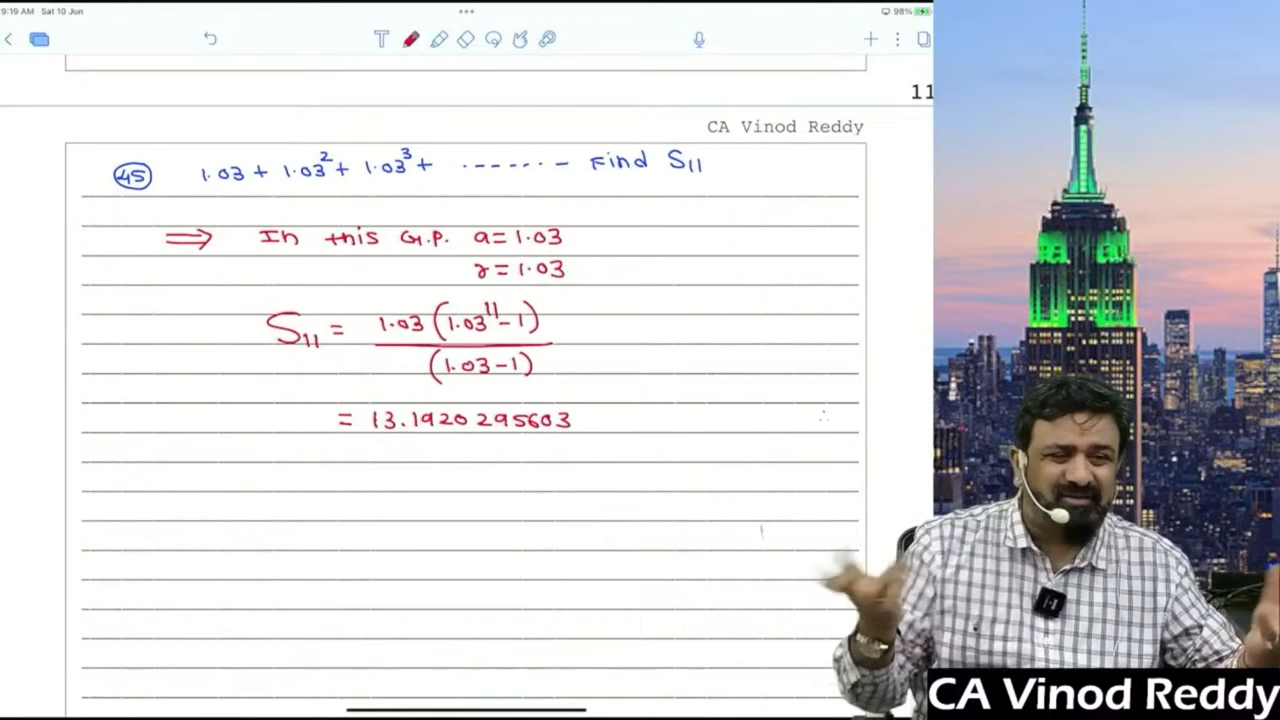 9:19 AM Sat 10 Jun
98%
11
CA Vinod Reddy
45 1.03 + 1.03² + 1.03³ + ------- Find S₁₁
⇒ In this G.P. a = 1.03
r = 1.03
S₁₁ = 1.03 (1.03¹¹ - 1)
(1.03 - 1)
= 13.1920295603
CA Vinod Reddy